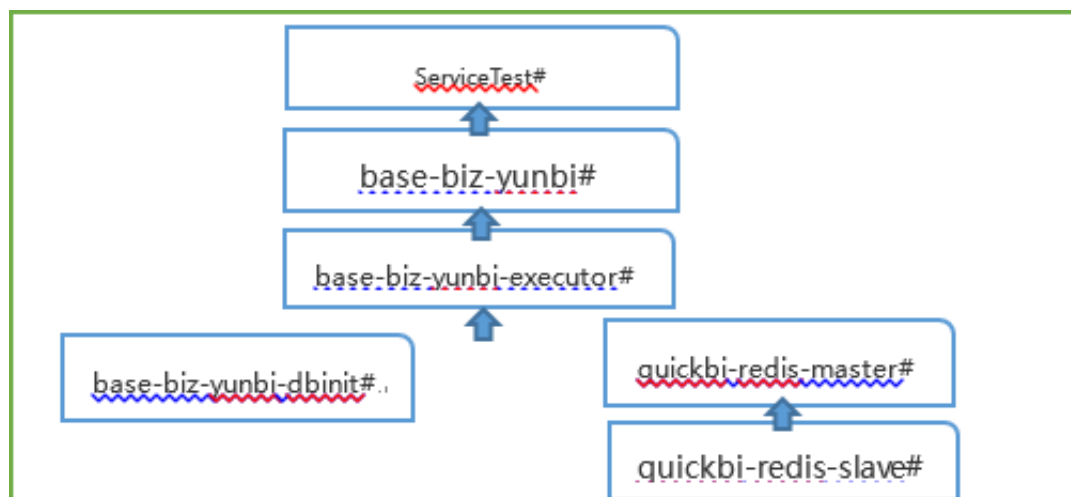 ServiceTest#
base-biz-yunbi#
base-biz-yunbi-executor#
base-biz-yunbi-dbinit#
quickbi-redis-master#
quickbi-redis-slave#